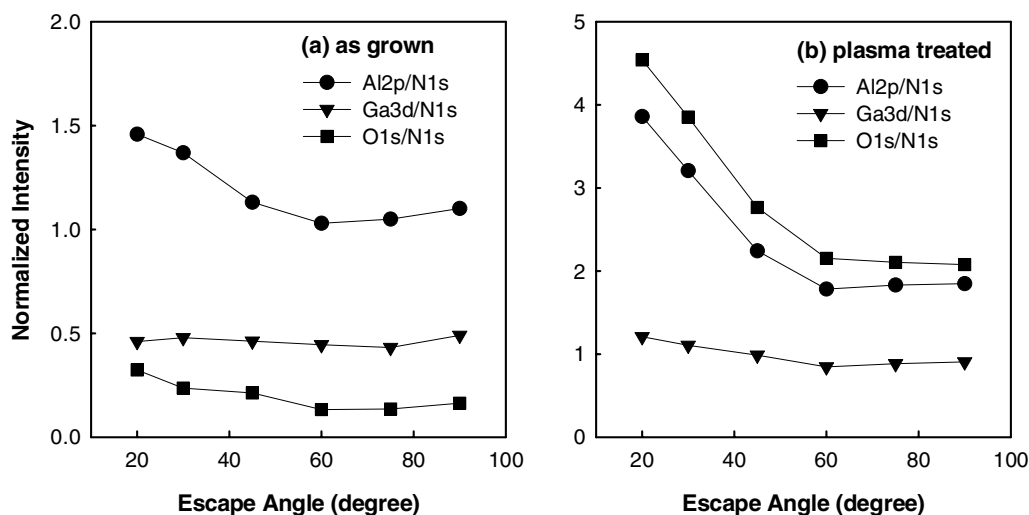 Normalized Intensity
2.0
1.5
1.0
0.5
0.0
(a) as grown
Al2p/N1s
Ga3d/N1s
O1s/N1s
20 40 60 80 100
Escape Angle (degree)
5
4
3
2
1
0
(b) plasma treated
Al2p/N1s
Ga3d/N1s
O1s/N1s
20 40 60 80 100
Escape Angle (degree)